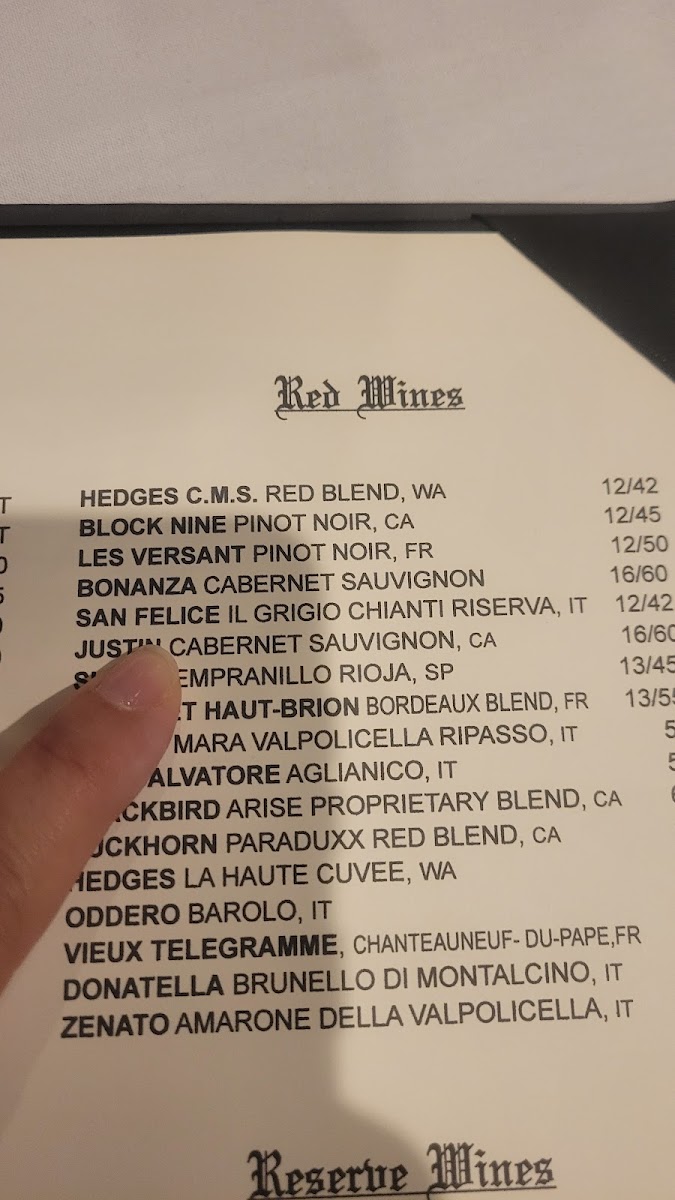 Red Wines
HEDGES C.M.S. RED BLEND, WA 12/42
BLOCK NINE PINOT NOIR, CA 12/45
LES VERSANT PINOT NOIR, FR 12/50
BONANZA CABERNET SAUVIGNON 16/60
SAN FELICE IL GRIGIO CHIANTI RISERVA, IT 12/42
JUSTIN CABERNET SAUVIGNON, CA 16/60
RIOJA, SP 13/45
HAUT-BRION BORDEAUX BLEND, FR
MARA VALPOLICELLA RIPASSO, IT
AGLIANICO, IT
ARISE PROPRIETARY BLEND, CA
PARADUXX RED BLEND, CA
HEDGES LA HAUTE CUVEE, WA
ODDERO BAROLO, IT
VIEUX TELEGRAMME, CHANTEAUNEUF- DU-PAPE,FR
DONATELLA BRUNELLO DI MONTALCINO, IT
ZENATO AMARONE DELLA VALPOLICELLA, IT
Reserve Wines